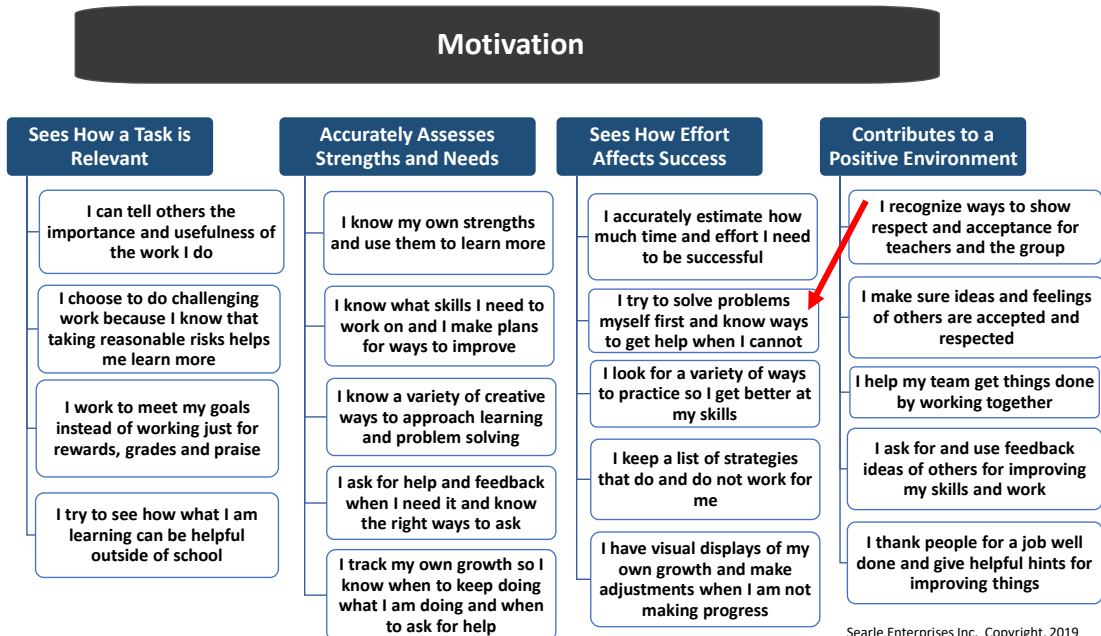 Motivation
Sees How a Task is
Relevant
I can tell others the
importance and usefulness of
the work I do
I choose to do challenging
work because I know that
taking reasonable risks helps
me learn more
I work to meet my goals
instead of working just for
rewards, grades and praise
I try to see how what I am
learning can be helpful
outside of school
Accurately Assesses
Strengths and Needs
I know my own strengths
and use them to learn more
I know what skills I need to
work on and I make plans
for ways to improve
I know a variety of creative
ways to approach learning
and problem solving
I ask for help and feedback
when I need it and know
the right ways to ask
I track my own growth so I
know when to keep doing
what I am doing and when
to ask for help
Sees How Effort
Affects Success
I accurately estimate how
much time and effort I need
to be successful
I try to solve problems
myself first and know ways
to get help when I cannot
I look for a variety of ways
to practice so I get better at
my skills
I keep a list of strategies
that do and do not work for
me
I have visual displays of my
own growth and make
adjustments when I am not
making progress
Contributes to a
Positive Environment
I recognize ways to show
respect and acceptance for
teachers and the group
I make sure ideas and feelings
of others are accepted and
respected
I help my team get things done
by working together
I ask for and use feedback
ideas of others for improving
my skills and work
I thank people for a job well
done and give helpful hints for
improving things
Searle Enterprises Inc. Copyright, 2019